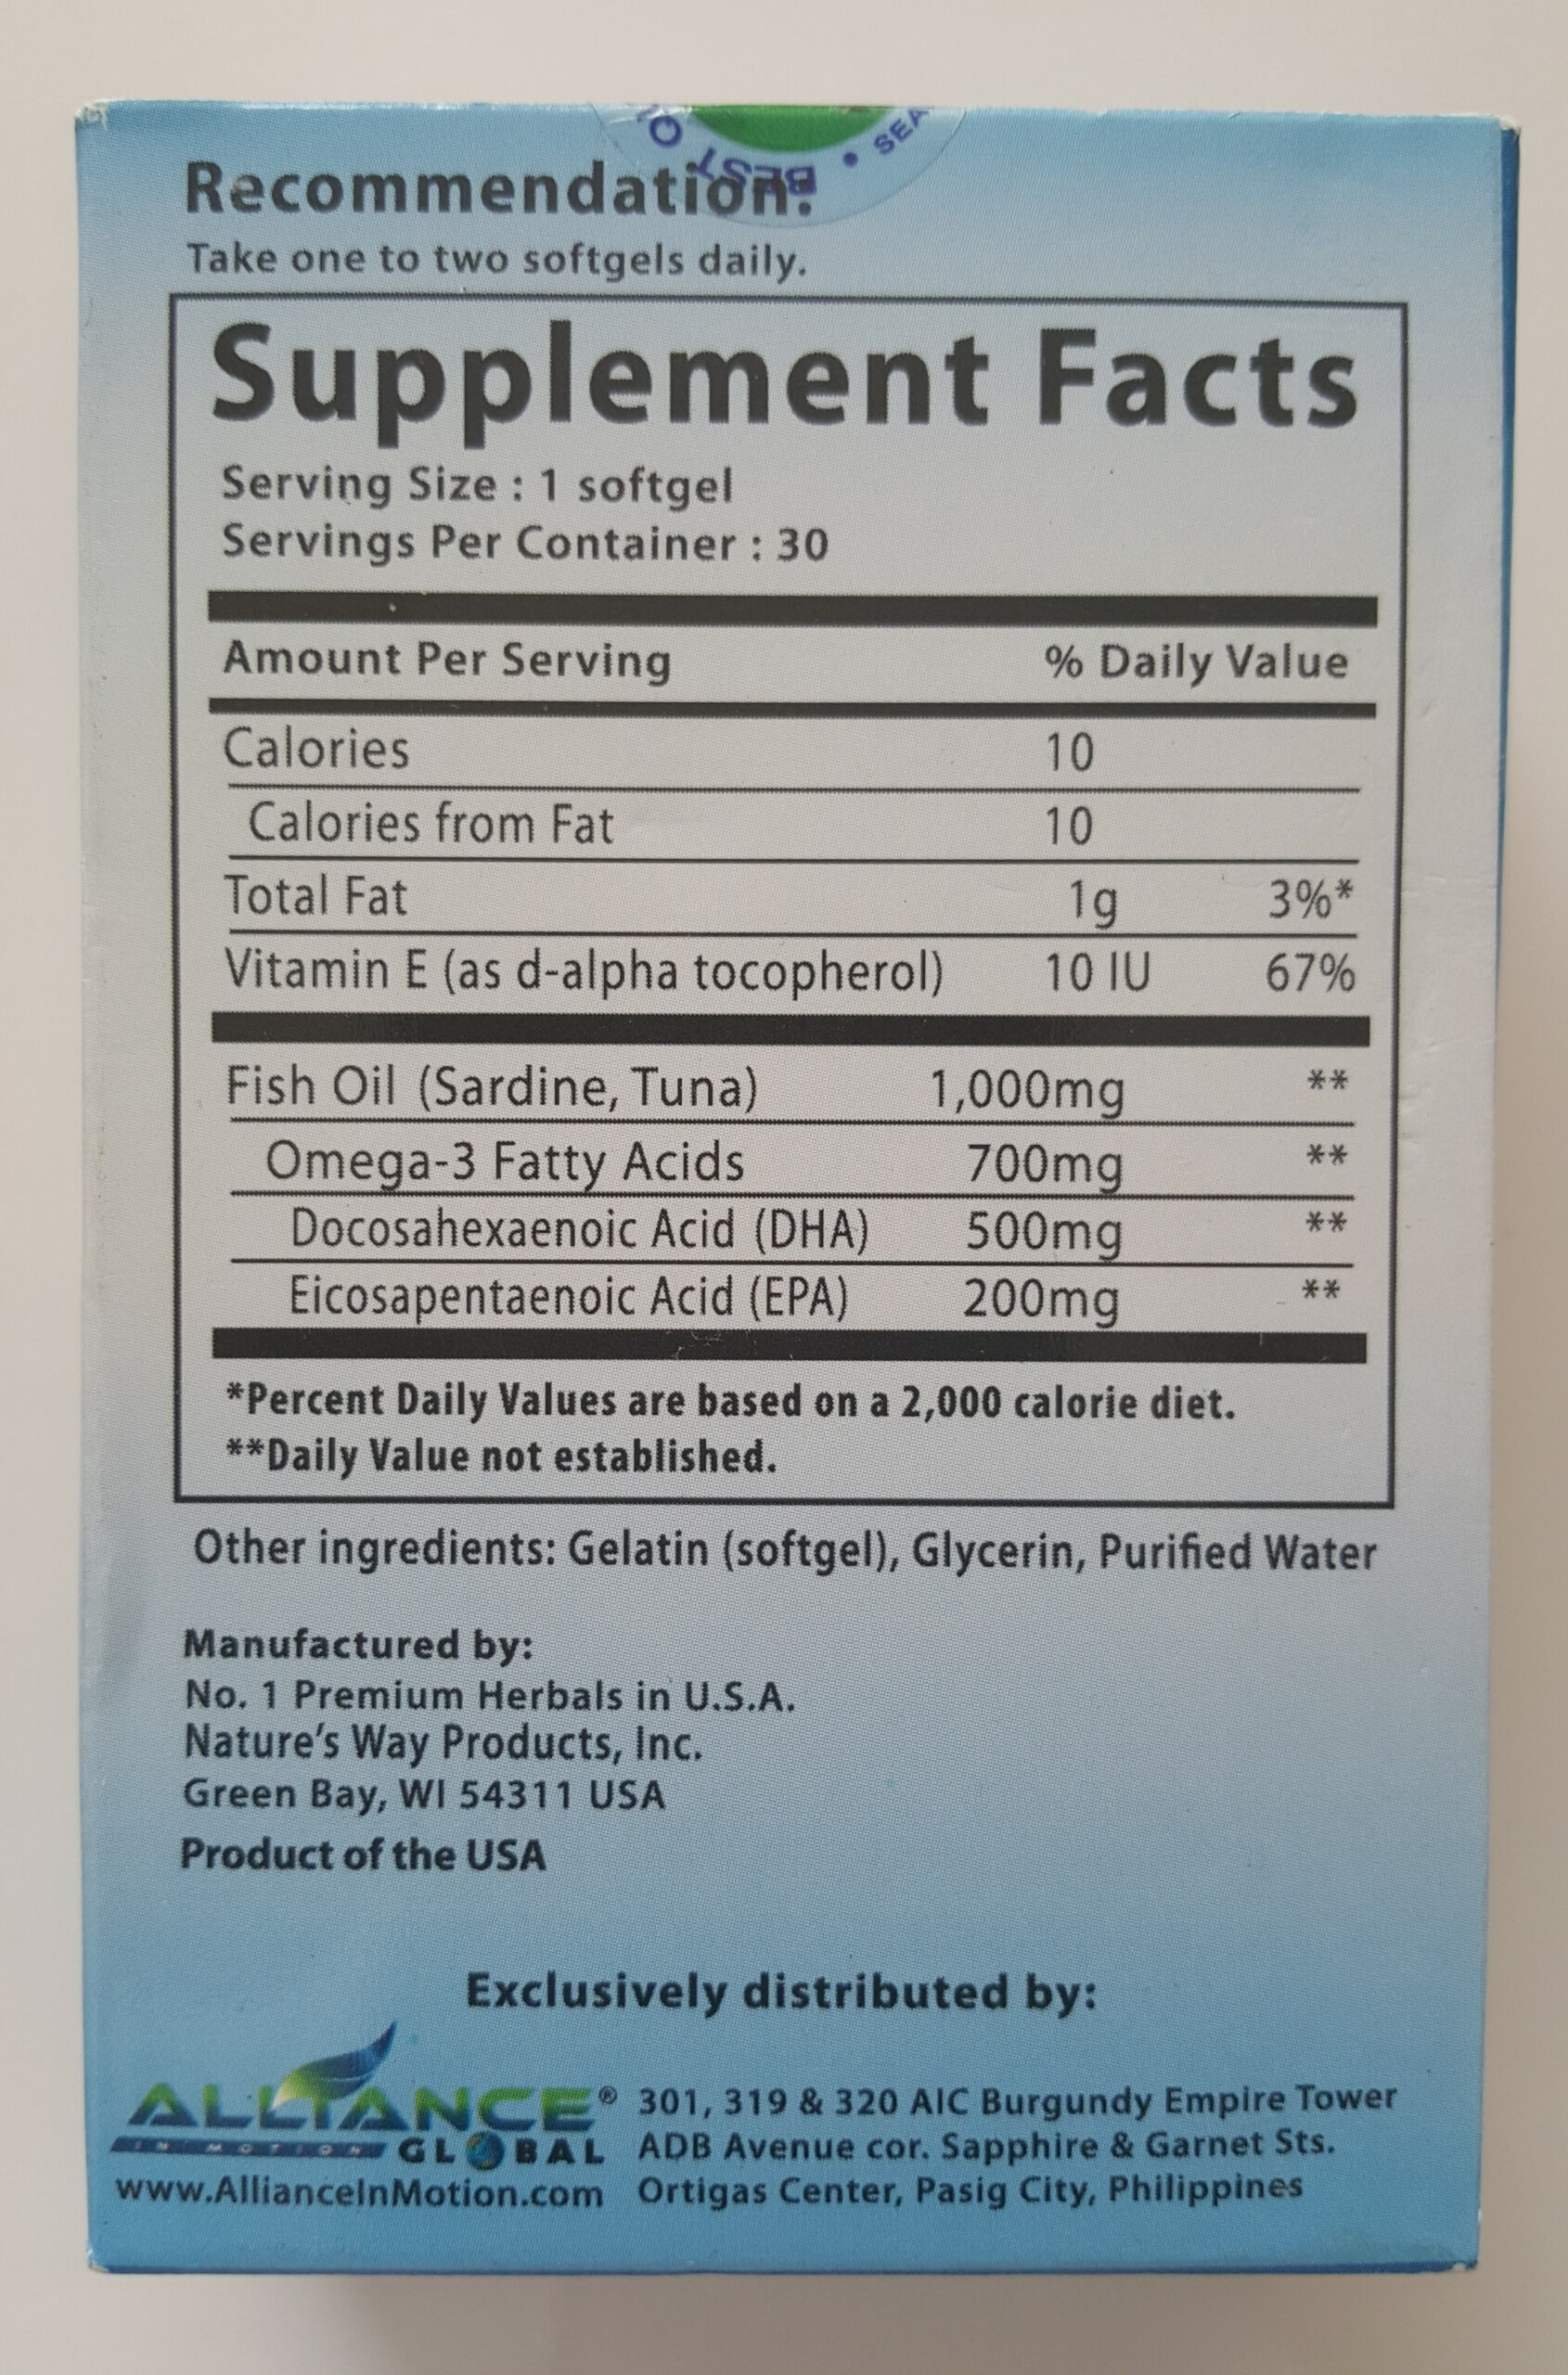 BEST
SEA
Recommendation:
Take one to two softgels daily.
Supplement Facts
Serving Size : 1 softgel
Servings Per Container : 30
Amount Per Serving % Daily Value
Calories 10
Calories from Fat 10
Total Fat 1g 3%*
Vitamin E (as d-alpha tocopherol) 10 IU 67%
Fish Oil (Sardine, Tuna) 1,000mg **
Omega-3 Fatty Acids 700mg **
Docosahexaenoic Acid (DHA) 500mg **
Eicosapentaenoic Acid (EPA) 200mg **
*Percent Daily Values are based on a 2,000 calorie diet.
**Daily Value not established.
Other ingredients: Gelatin (softgel), Glycerin, Purified Water
Manufactured by:
No. 1 Premium Herbals in U.S.A.
Nature's Way Products, Inc.
Green Bay, WI 54311 USA
Product of the USA
Exclusively distributed by:
ALLIANCE®
IN MOTION GLOBAL
www.AllianceInMotion.com
301, 319 & 320 AIC Burgundy Empire Tower
ADB Avenue cor. Sapphire & Garnet Sts.
Ortigas Center, Pasig City, Philippines